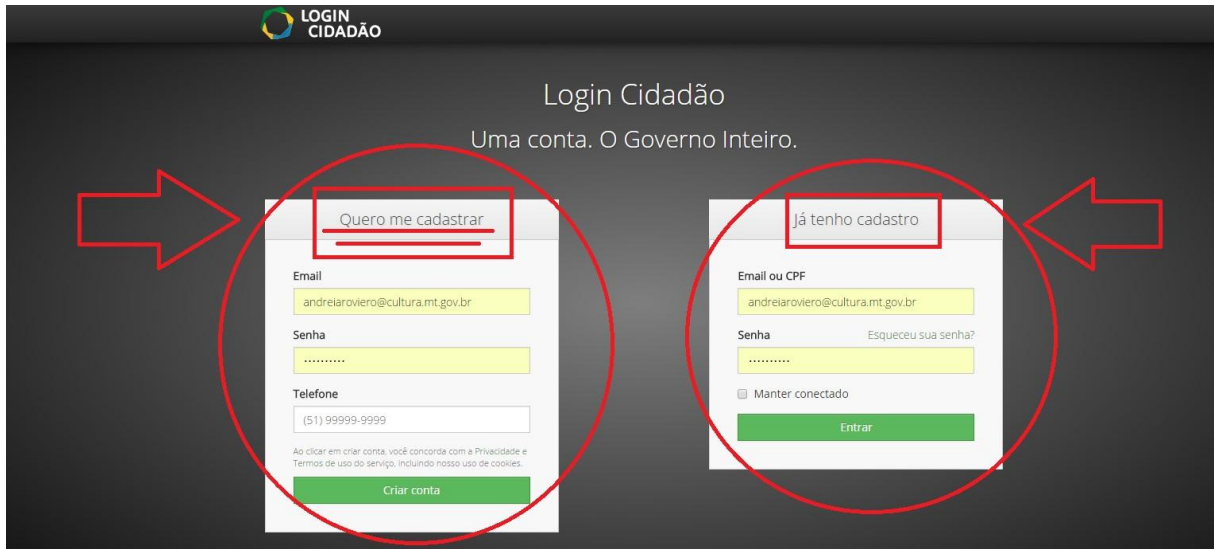 LOGIN
CIDADÃO
Login Cidadão
Uma conta. O Governo Inteiro.
Quero me cadastrar
Email
andreiaroviero@cultura.mt.gov.br
Senha
..........
Telefone
(51) 99999-9999
Ao clicar em criar conta, você concorda com a Privacidade e
Termos de uso do serviço, incluindo nosso uso de cookies.
Criar conta
Já tenho cadastro
Email ou CPF
andreiaroviero@cultura.mt.gov.br
Senha Esqueceu sua senha?
..........
Manter conectado
Entrar